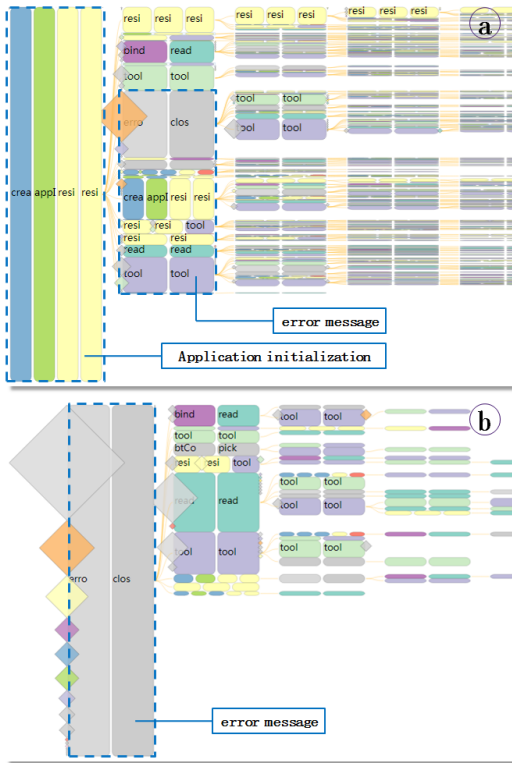 resi resi resi resi resi resi resi resi resi
a
bind read
tool tool
erro clos tool tool
tool tool
crea appI resi resi crea appI resi resi
resi resi tool
resi resi
read read
tool tool
error message
Application initialization
b
bind read tool tool
tool tool
btCo pick
resi resi tool
read read tool tool
tool tool
erro clos tool tool tool tool
error message